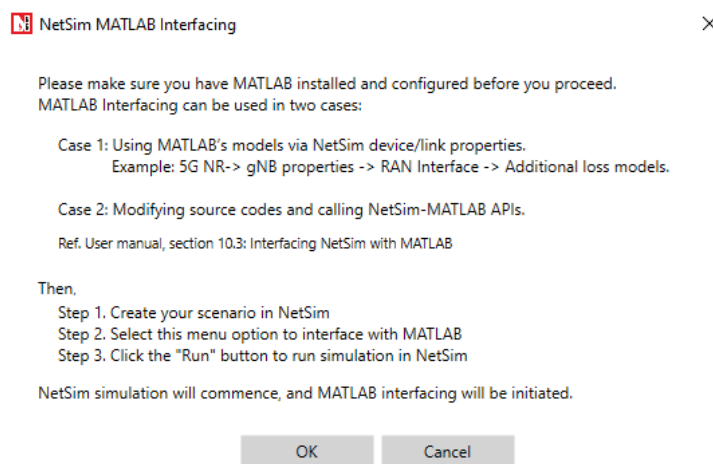 NetSim MATLAB Interfacing
Please make sure you have MATLAB installed and configured before you proceed.
MATLAB Interfacing can be used in two cases:
Case 1: Using MATLAB's models via NetSim device/link properties.
Example: 5G NR-> gNB properties -> RAN Interface -> Additional loss models.
Case 2: Modifying source codes and calling NetSim-MATLAB APIs.
Ref. User manual, section 10.3: Interfacing NetSim with MATLAB
Then,
Step 1. Create your scenario in NetSim
Step 2. Select this menu option to interface with MATLAB
Step 3. Click the "Run" button to run simulation in NetSim
NetSim simulation will commence, and MATLAB interfacing will be initiated.
OK Cancel